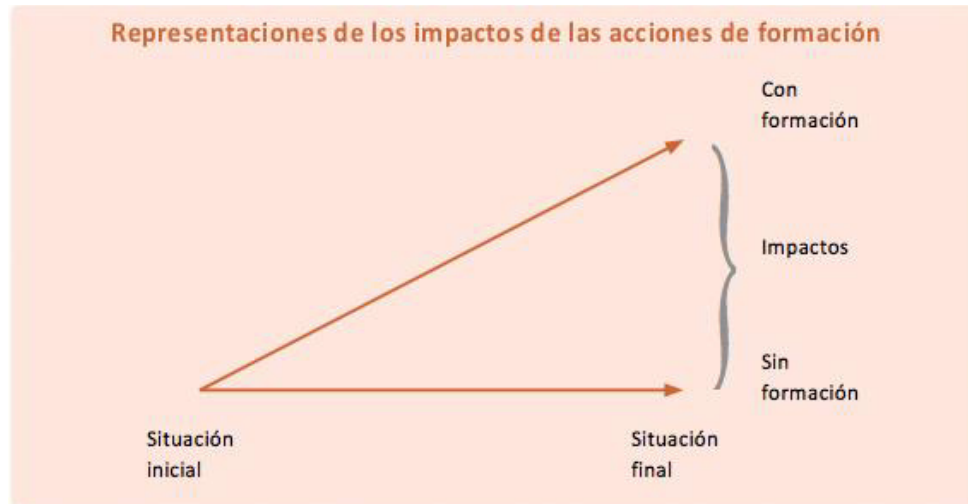 Representaciones de los impactos de las acciones de formación
Con
formación
Impactos
Sin
formación
Situación
inicial
Situación
final